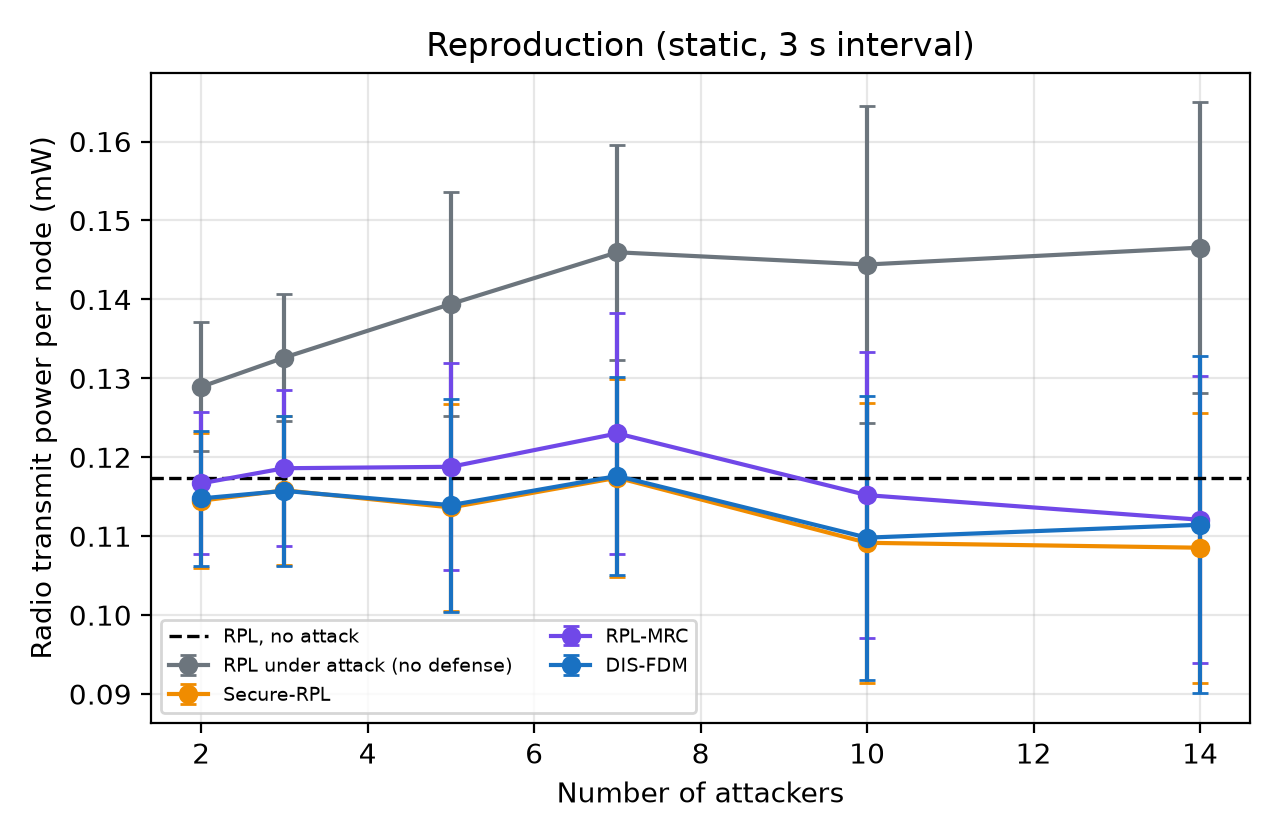 Reproduction (static, 3 s interval)
Radio transmit power per node (mW)
0.16
0.15
0.14
0.13
0.12
0.11
0.10
0.09
RPL, no attack
RPL under attack (no defense)
Secure-RPL
RPL-MRC
DIS-FDM
2 4 6 8 10 12 14
Number of attackers